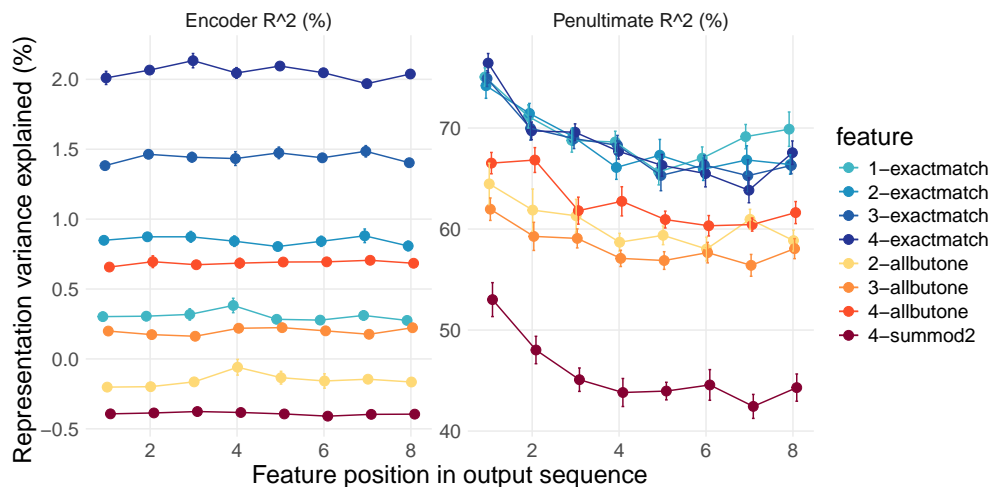 Encoder R^2 (%)
Penultimate R^2 (%)
Representation variance explained (%)
2.0
1.5
1.0
0.5
0.0
−0.5
2 4 6 8
70
60
50
40
2 4 6 8
Feature position in output sequence
feature
1−exactmatch
2−exactmatch
3−exactmatch
4−exactmatch
2−allbutone
3−allbutone
4−allbutone
4−summod2